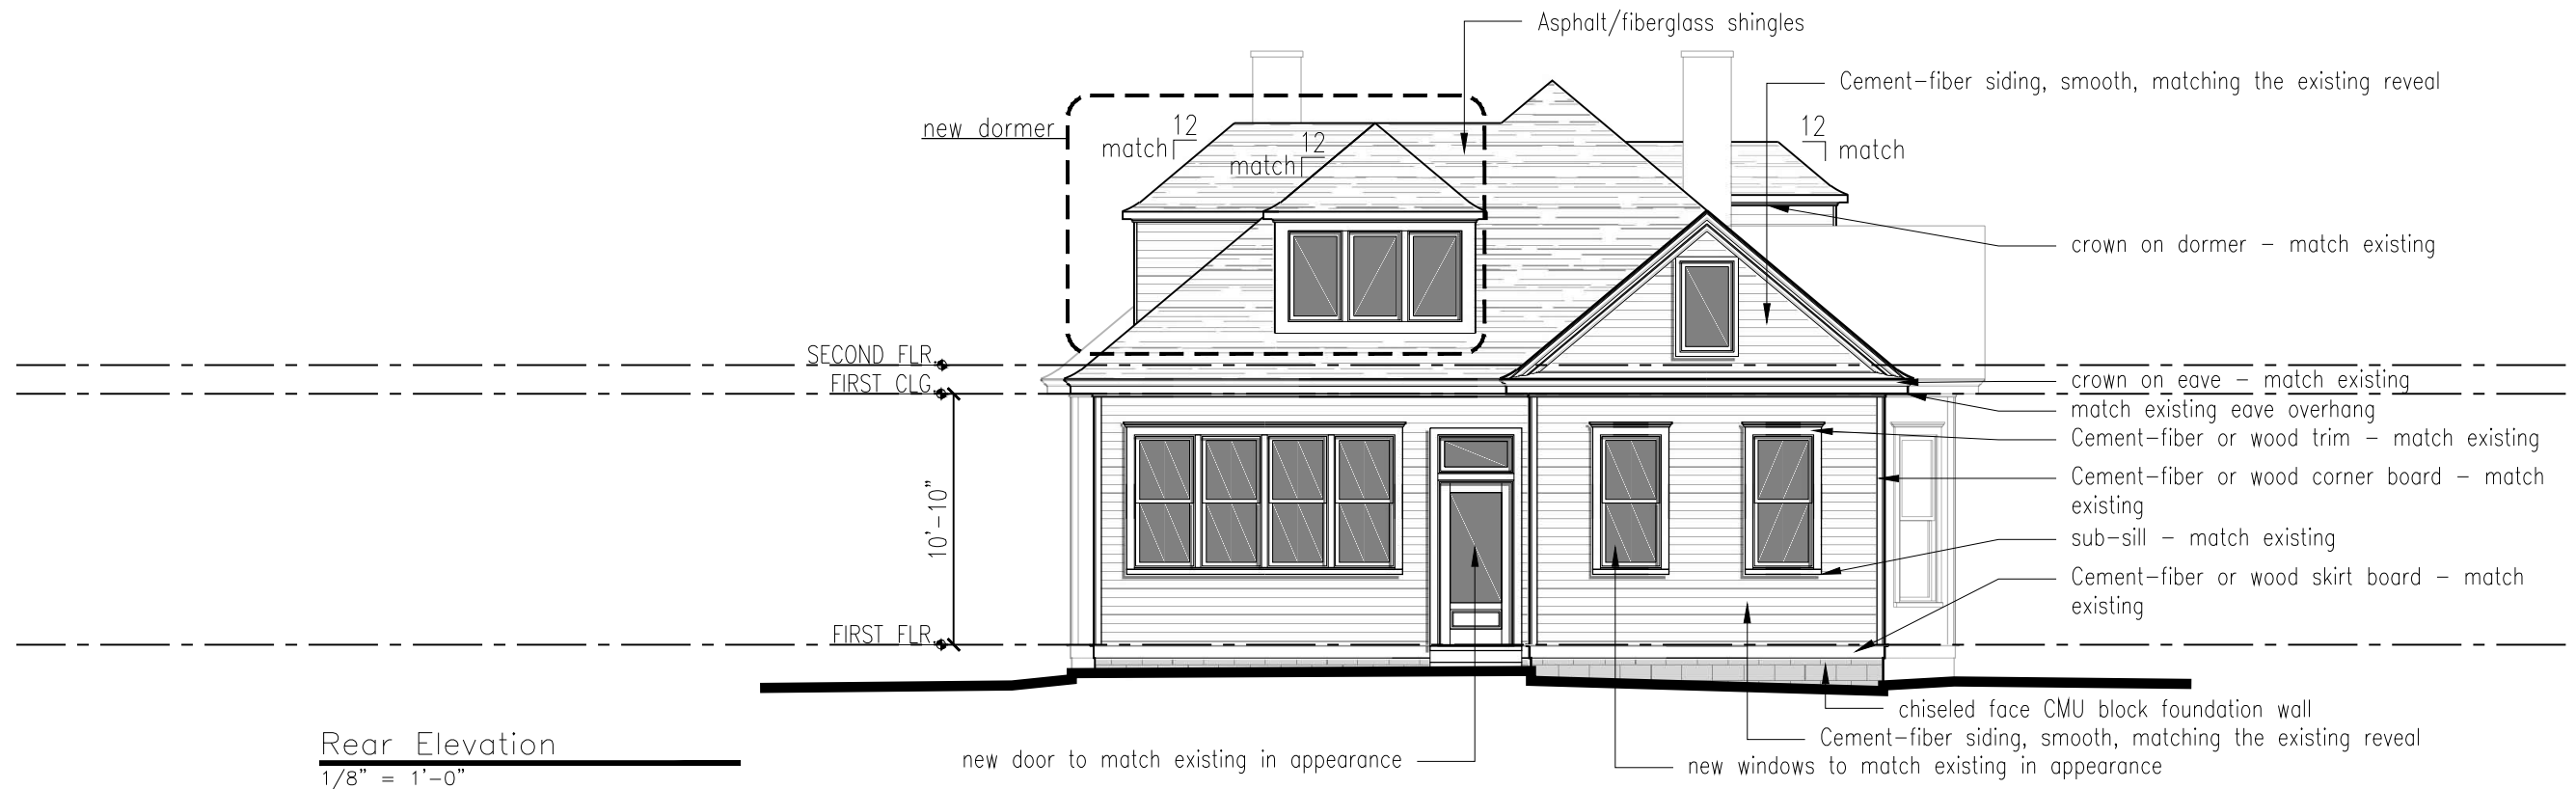 Asphalt/fiberglass shingles
Cement-fiber siding, smooth, matching the existing reveal
new dormer
12
match
12
match
12
match
crown on dormer - match existing
SECOND FLR.
FIRST CLG.
crown on eave - match existing
match existing eave overhang
Cement-fiber or wood trim - match existing
Cement-fiber or wood corner board - match
existing
10'-10"
sub-sill - match existing
Cement-fiber or wood skirt board - match
existing
FIRST FLR.
chiseled face CMU block foundation wall
Cement-fiber siding, smooth, matching the existing reveal
new door to match existing in appearance
new windows to match existing in appearance
Rear Elevation
1/8" = 1'-0"